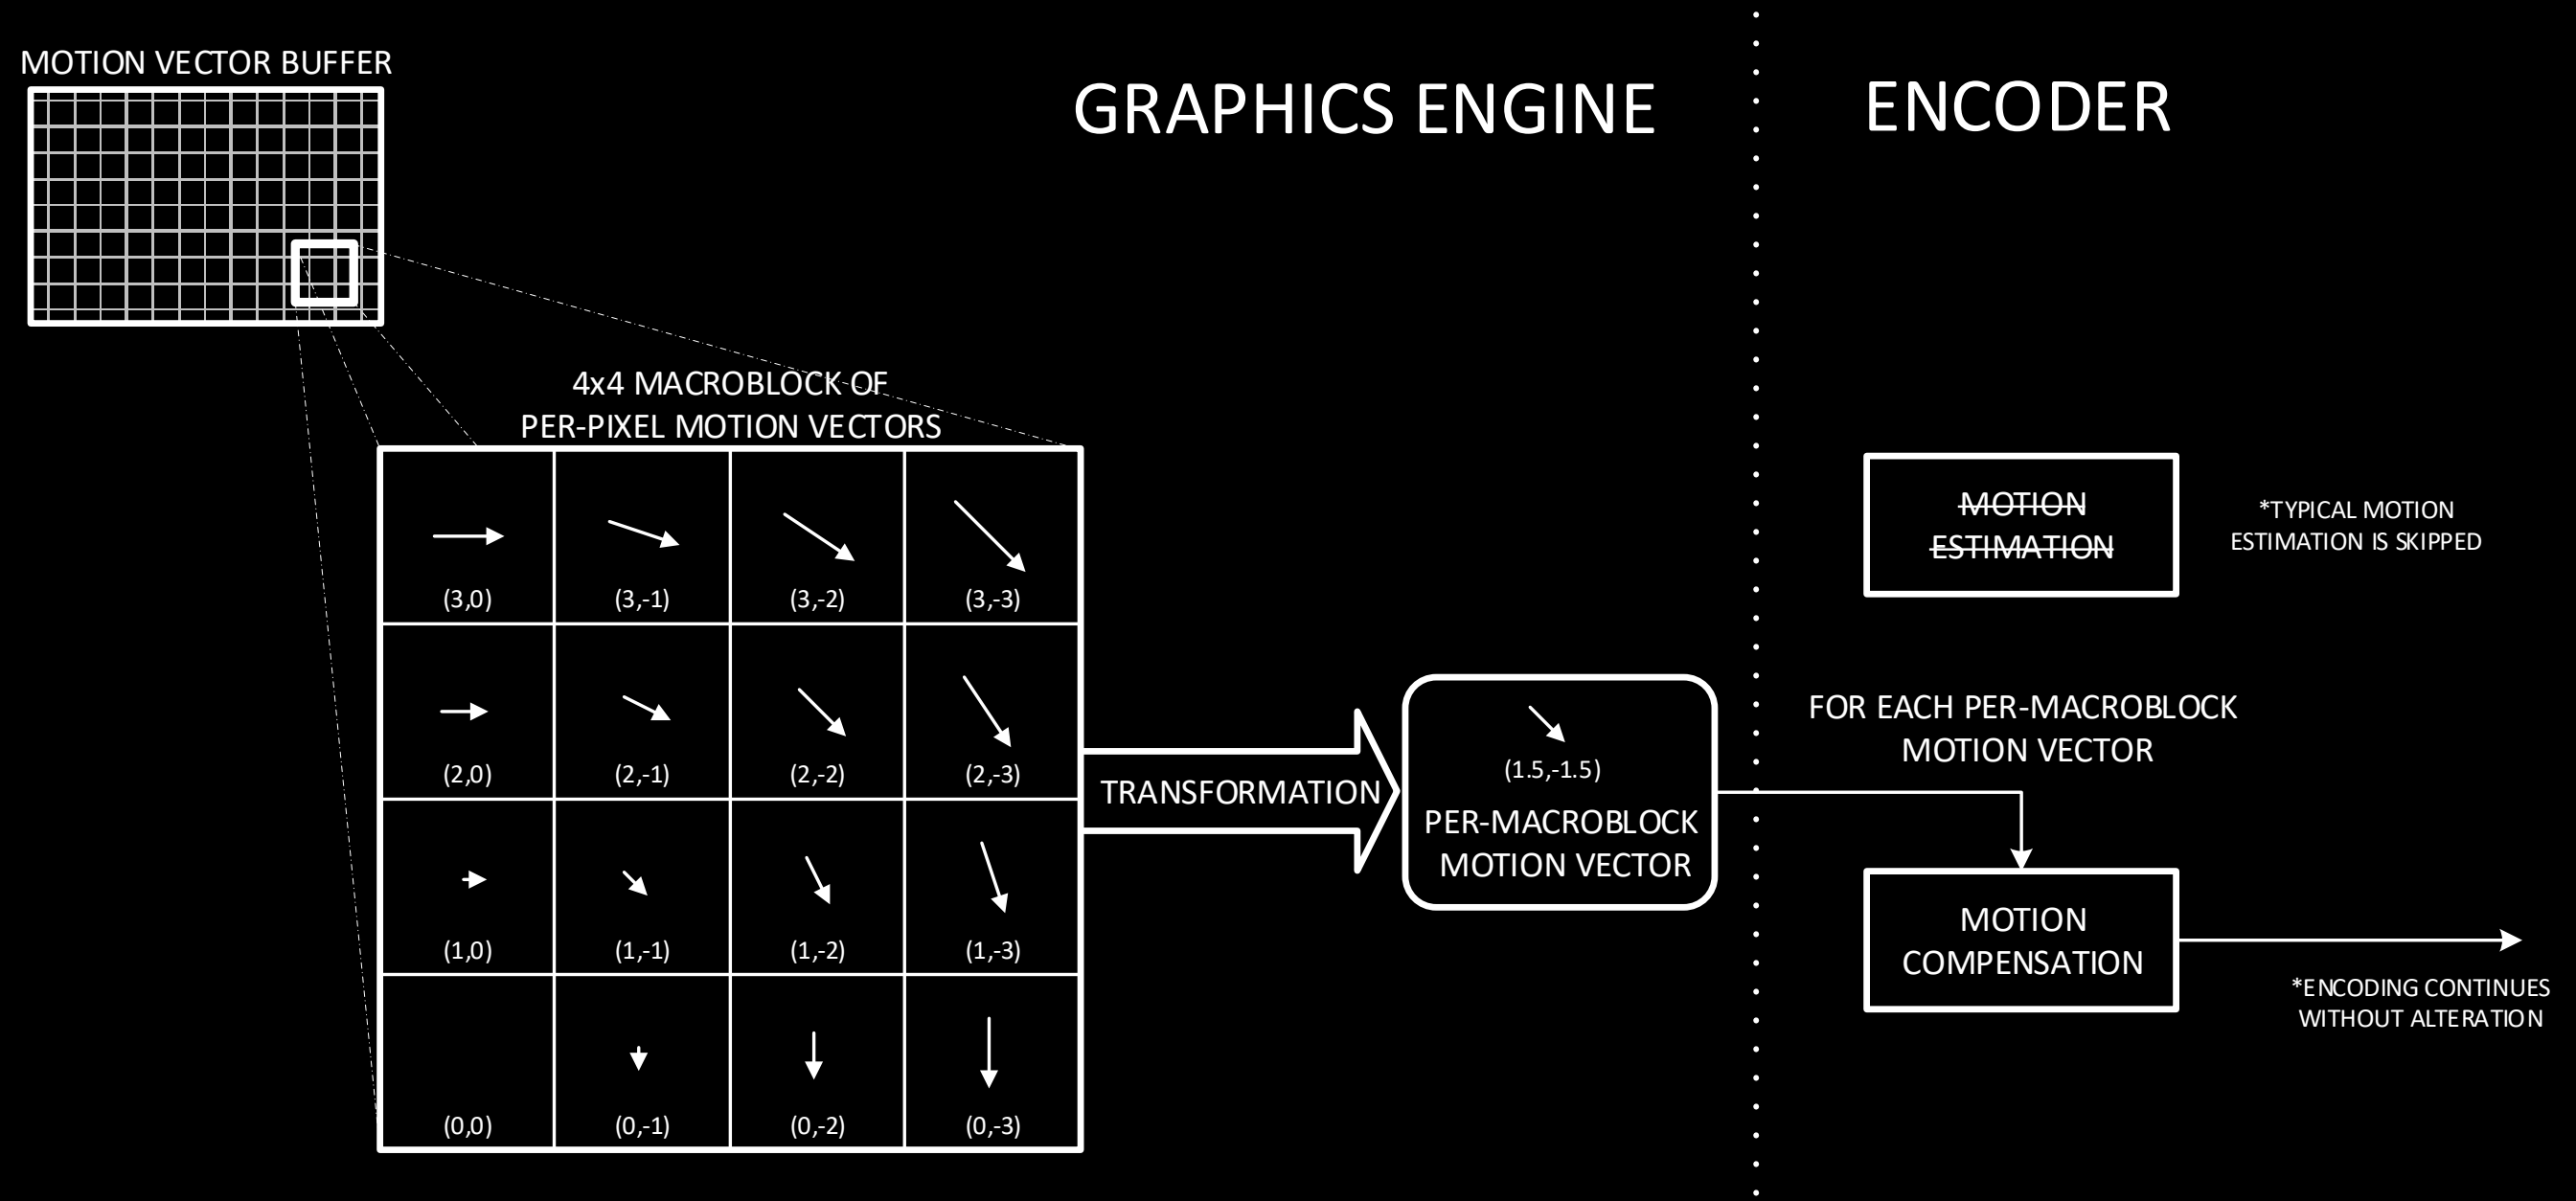 MOTION VECTOR BUFFER
GRAPHICS ENGINE
ENCODER
4x4 MACROBLOCK OF
PER-PIXEL MOTION VECTORS
(3,0) (3,-1) (3,-2) (3,-3)
(2,0) (2,-1) (2,-2) (2,-3)
(1,0) (1,-1) (1,-2) (1,-3)
(0,0) (0,-1) (0,-2) (0,-3)
TRANSFORMATION
(1.5,-1.5)
PER-MACROBLOCK
MOTION VECTOR
MOTION
ESTIMATION
*TYPICAL MOTION
ESTIMATION IS SKIPPED
FOR EACH PER-MACROBLOCK
MOTION VECTOR
MOTION
COMPENSATION
*ENCODING CONTINUES
WITHOUT ALTERATION